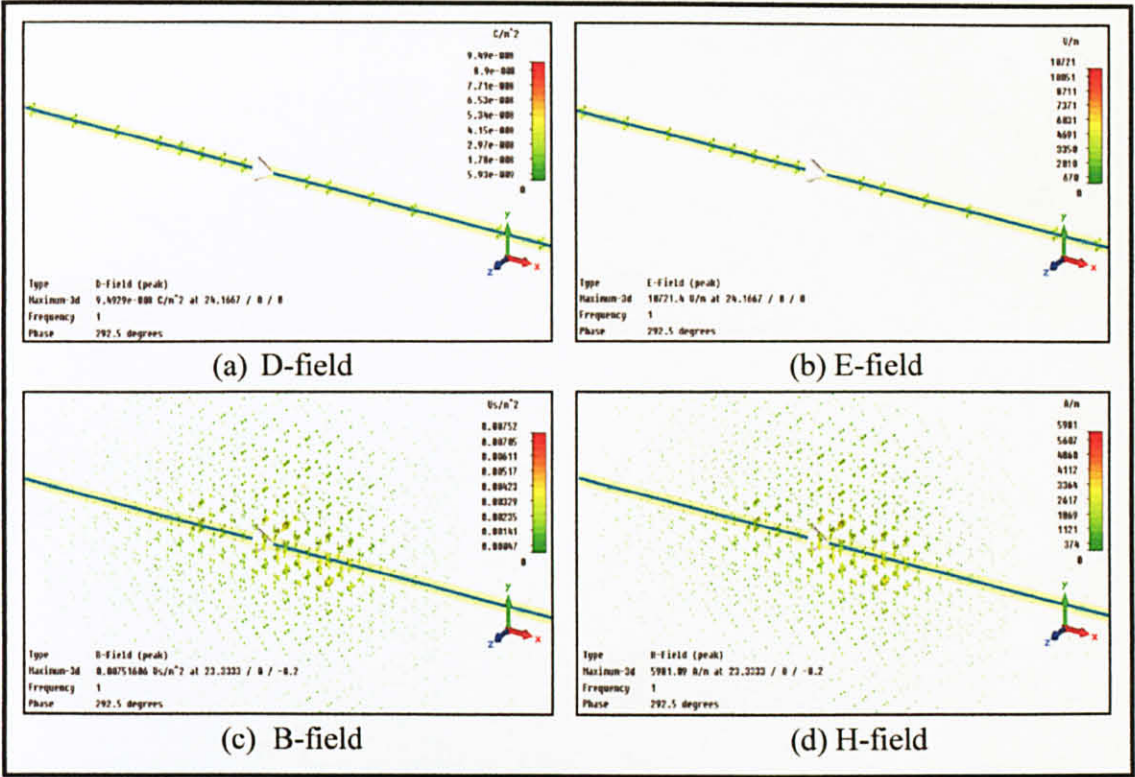 C/m^2
9.49e-008
8.9e-008
7.71e-008
6.53e-008
5.34e-008
4.15e-008
2.97e-008
1.78e-008
5.93e-009
0
y
z
x
Type D-Field (peak)
Maximum-3d 9.4929e-008 C/m^2 at 24.1667 / 0 / 0
Frequency 1
Phase 292.5 degrees
(a) D-field
V/m
10721
10051
8711
7371
6031
4691
3350
2010
670
0
y
z
x
Type E-Field (peak)
Maximum-3d 10721.4 V/m at 24.1667 / 0 / 0
Frequency 1
Phase 292.5 degrees
(b) E-field
Vs/m^2
0.00752
0.00705
0.00611
0.00517
0.00423
0.00329
0.00235
0.00141
0.00047
0
y
z
x
Type B-Field (peak)
Maximum-3d 0.00751606 Vs/m^2 at 23.3333 / 0 / -0.2
Frequency 1
Phase 292.5 degrees
(c) B-field
A/m
5981
5607
4860
4112
3364
2617
1869
1121
374
0
y
z
x
Type H-Field (peak)
Maximum-3d 5981.09 A/m at 23.3333 / 0 / -0.2
Frequency 1
Phase 292.5 degrees
(d) H-field